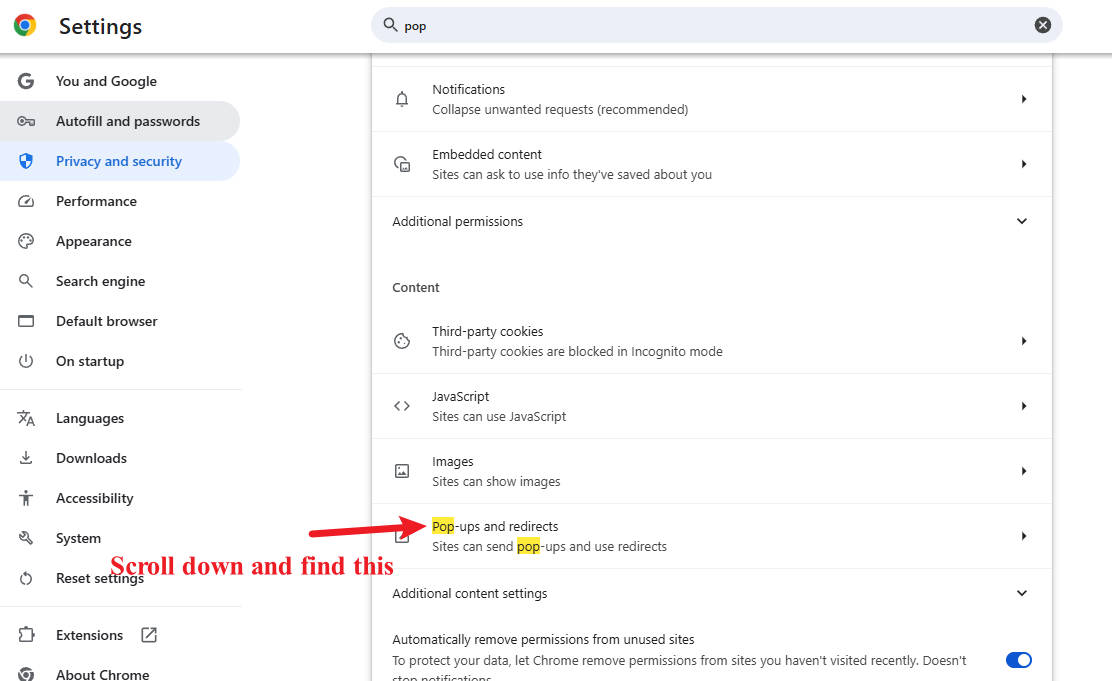 Settings
pop
You and Google
Autofill and passwords
Privacy and security
Performance
Appearance
Search engine
Default browser
On startup
Languages
Downloads
Accessibility
System
Reset settings
Extensions
About Chrome
Notifications
Collapse unwanted requests (recommended)
Embedded content
Sites can ask to use info they've saved about you
Additional permissions
Content
Third-party cookies
Third-party cookies are blocked in Incognito mode
JavaScript
Sites can use JavaScript
Images
Sites can show images
Pop-ups and redirects
Sites can send pop-ups and use redirects
Scroll down and find this
Additional content settings
Automatically remove permissions from unused sites
To protect your data, let Chrome remove permissions from sites you haven't visited recently. Doesn't
stop notifications.